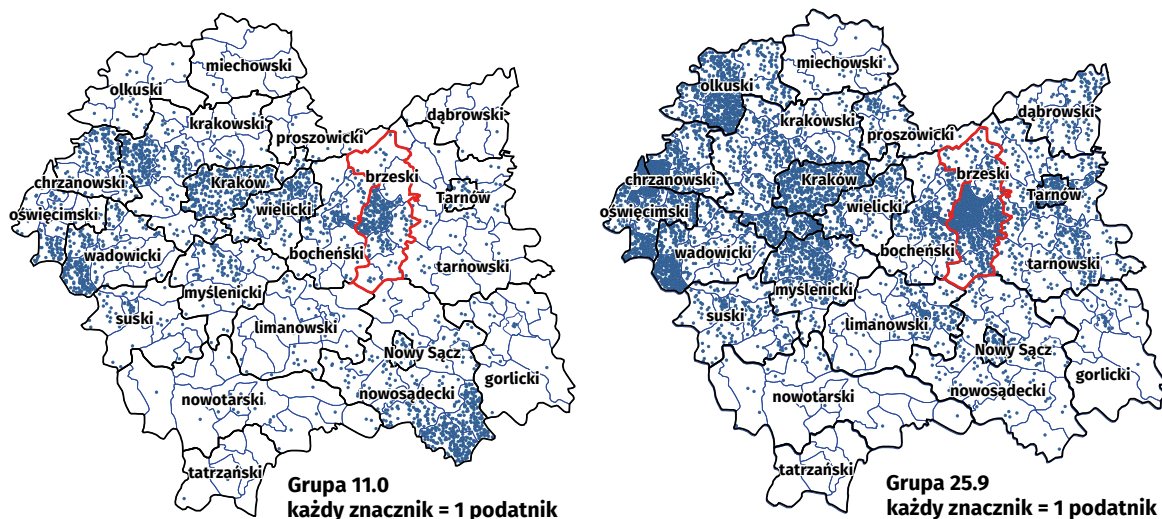 miechowski
olkuski
krakowski
dąbrowski
proszowicki
chrzanowski
Kraków
brzeski
Tarnów
oświęcimski
wielicki
wadowicki
bocheński
tarnowski
myślenicki
suski
limanowski
Nowy Sącz
gorlicki
nowotarski
nowosądecki
tatrzański
Grupa 11.0
każdy znacznik = 1 podatnik
miechowski
olkuski
krakowski
dąbrowski
proszowicki
chrzanowski
Kraków
brzeski
Tarnów
oświęcimski
wielicki
wadowicki
bocheński
tarnowski
myślenicki
suski
limanowski
Nowy Sącz
gorlicki
nowotarski
nowosądecki
tatrzański
Grupa 25.9
każdy znacznik = 1 podatnik